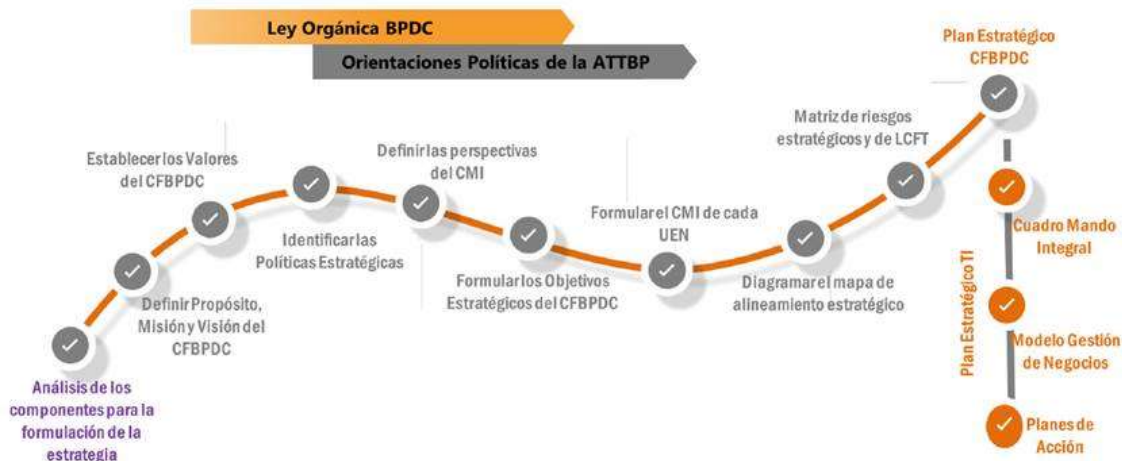 Ley Orgánica BPDC
Orientaciones Políticas de la ATTBP
Plan Estratégico
CFBPDC
Matriz de riesgos
estratégicos y de LCFT
Establecer los Valores
del CFBPDC
Definir las perspectivas
del CMI
Formular el CMI de cada
UEN
Cuadro Mando
Integral
Identificar las
Políticas Estratégicas
Formular los Objetivos
Estratégicos del CFBPDC
Diagramar el mapa de
alineamiento estratégico
Definir Propósito,
Misión y Visión del
CFBPDC
Plan Estratégico TI
Modelo Gestión
de Negocios
Análisis de los
componentes para la
formulación de la
estrategia
Planes de
Acción